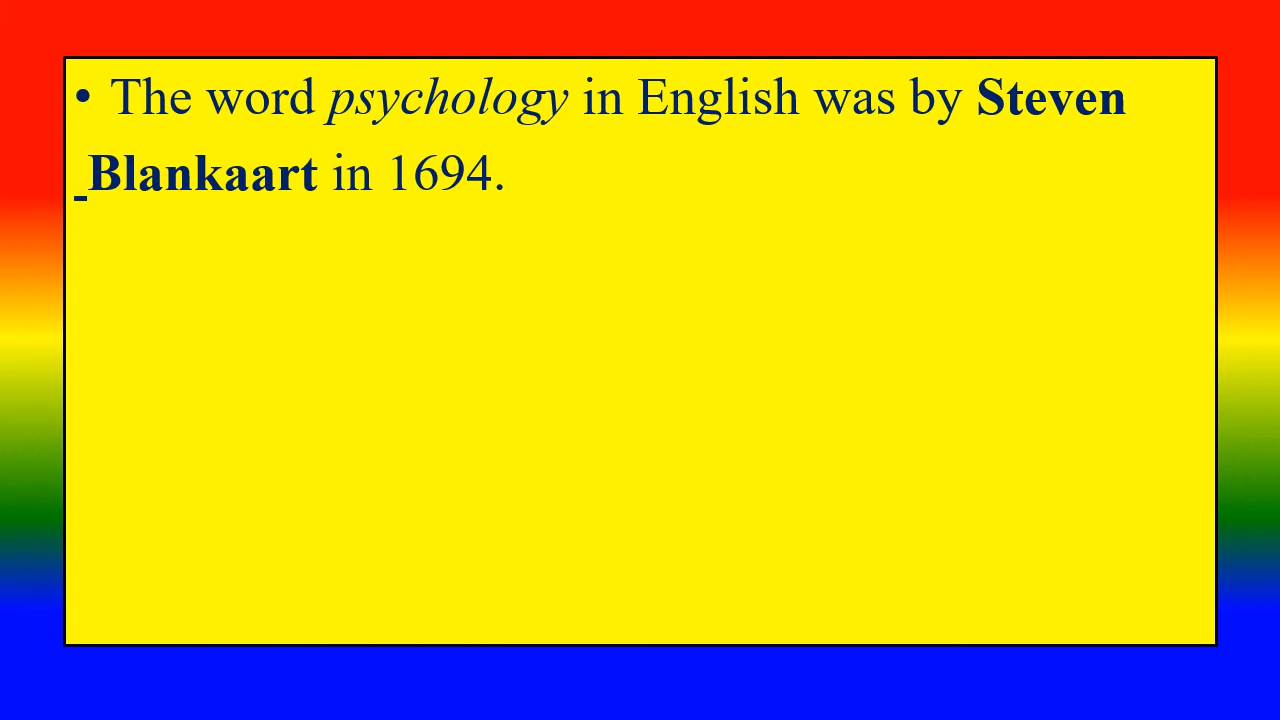 • The word psychology in English was by Steven
Blankaart in 1694.